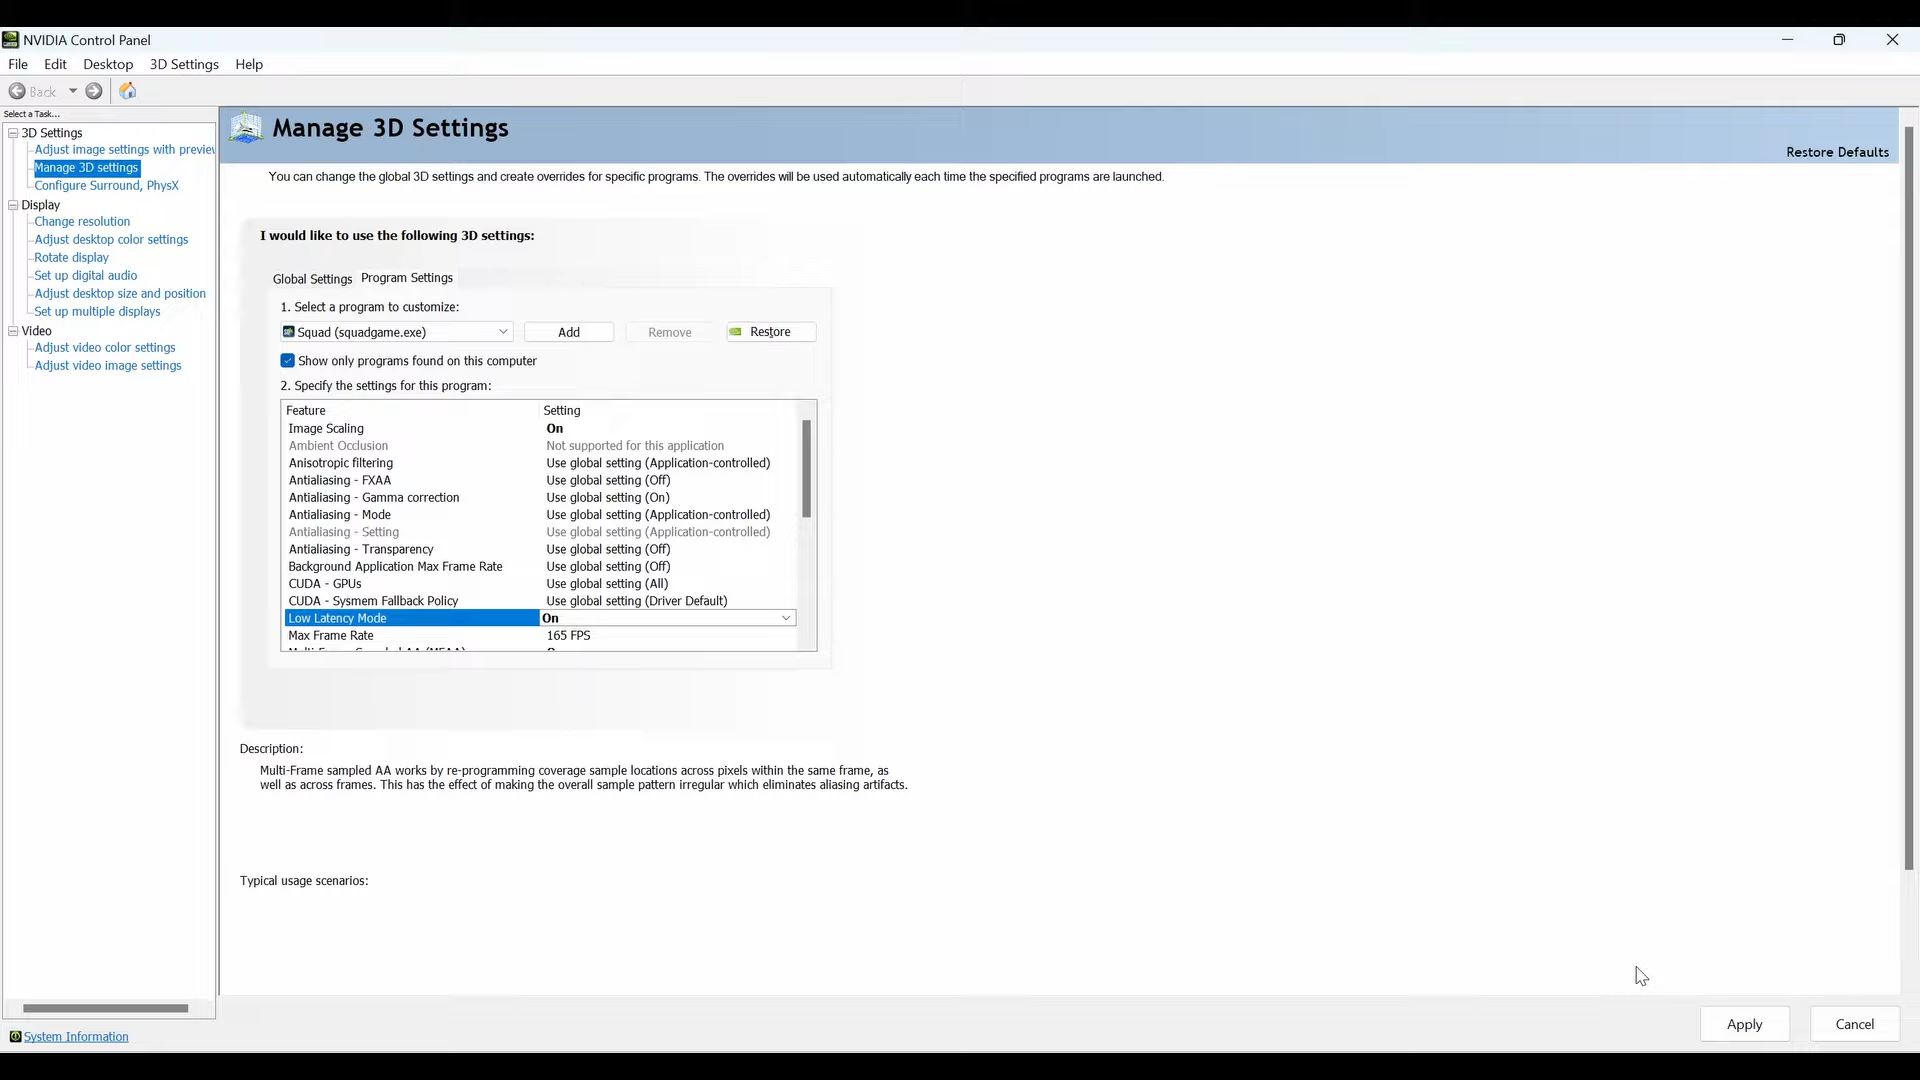 NVIDIA Control Panel
File Edit Desktop 3D Settings Help
Back
Select a Task...
3D Settings
Adjust image settings with preview
Manage 3D settings
Configure Surround, PhysX
Display
Change resolution
Adjust desktop color settings
Rotate display
Set up digital audio
Adjust desktop size and position
Set up multiple displays
Video
Adjust video color settings
Adjust video image settings
System Information
Manage 3D Settings
Restore Defaults
You can change the global 3D settings and create overrides for specific programs. The overrides will be used automatically each time the specified programs are launched.
I would like to use the following 3D settings:
Global Settings Program Settings
1. Select a program to customize:
Squad (squadgame.exe) Add Remove Restore
Show only programs found on this computer
2. Specify the settings for this program:
Feature Setting
Image Scaling On
Ambient Occlusion Not supported for this application
Anisotropic filtering Use global setting (Application-controlled)
Antialiasing - FXAA Use global setting (Off)
Antialiasing - Gamma correction Use global setting (On)
Antialiasing - Mode Use global setting (Application-controlled)
Antialiasing - Setting Use global setting (Application-controlled)
Antialiasing - Transparency Use global setting (Off)
Background Application Max Frame Rate Use global setting (Off)
CUDA - GPUs Use global setting (All)
CUDA - Sysmem Fallback Policy Use global setting (Driver Default)
Low Latency Mode On
Max Frame Rate 165 FPS
Description:
Multi-Frame sampled AA works by re-programming coverage sample locations across pixels within the same frame, as
well as across frames. This has the effect of making the overall sample pattern irregular which eliminates aliasing artifacts.
Typical usage scenarios:
Apply Cancel